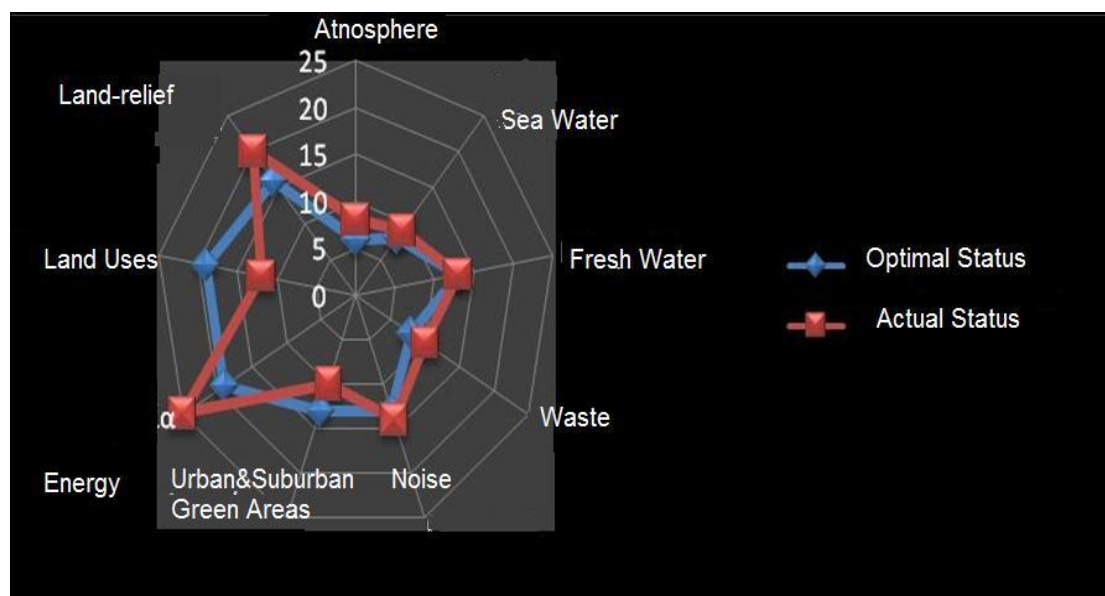 Atnosphere
25
Land-relief
20
Sea Water
15
10
Land Uses
5
Fresh Water
Optimal Status
0
Actual Status
Waste
α
Energy
Urban&Suburban
Green Areas
Noise